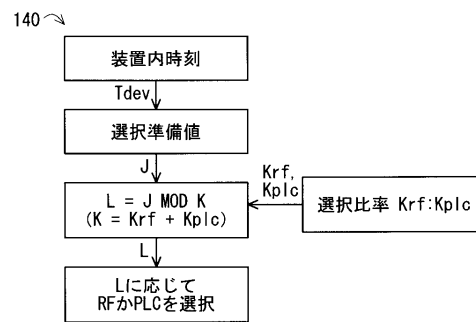 140
装置内時刻
Tdev
選択準備値
J
Krf,
Kplc
L = J MOD K
(K = Krf + Kplc)
選択比率 Krf:Kplc
L
Lに応じて
RFかPLCを選択